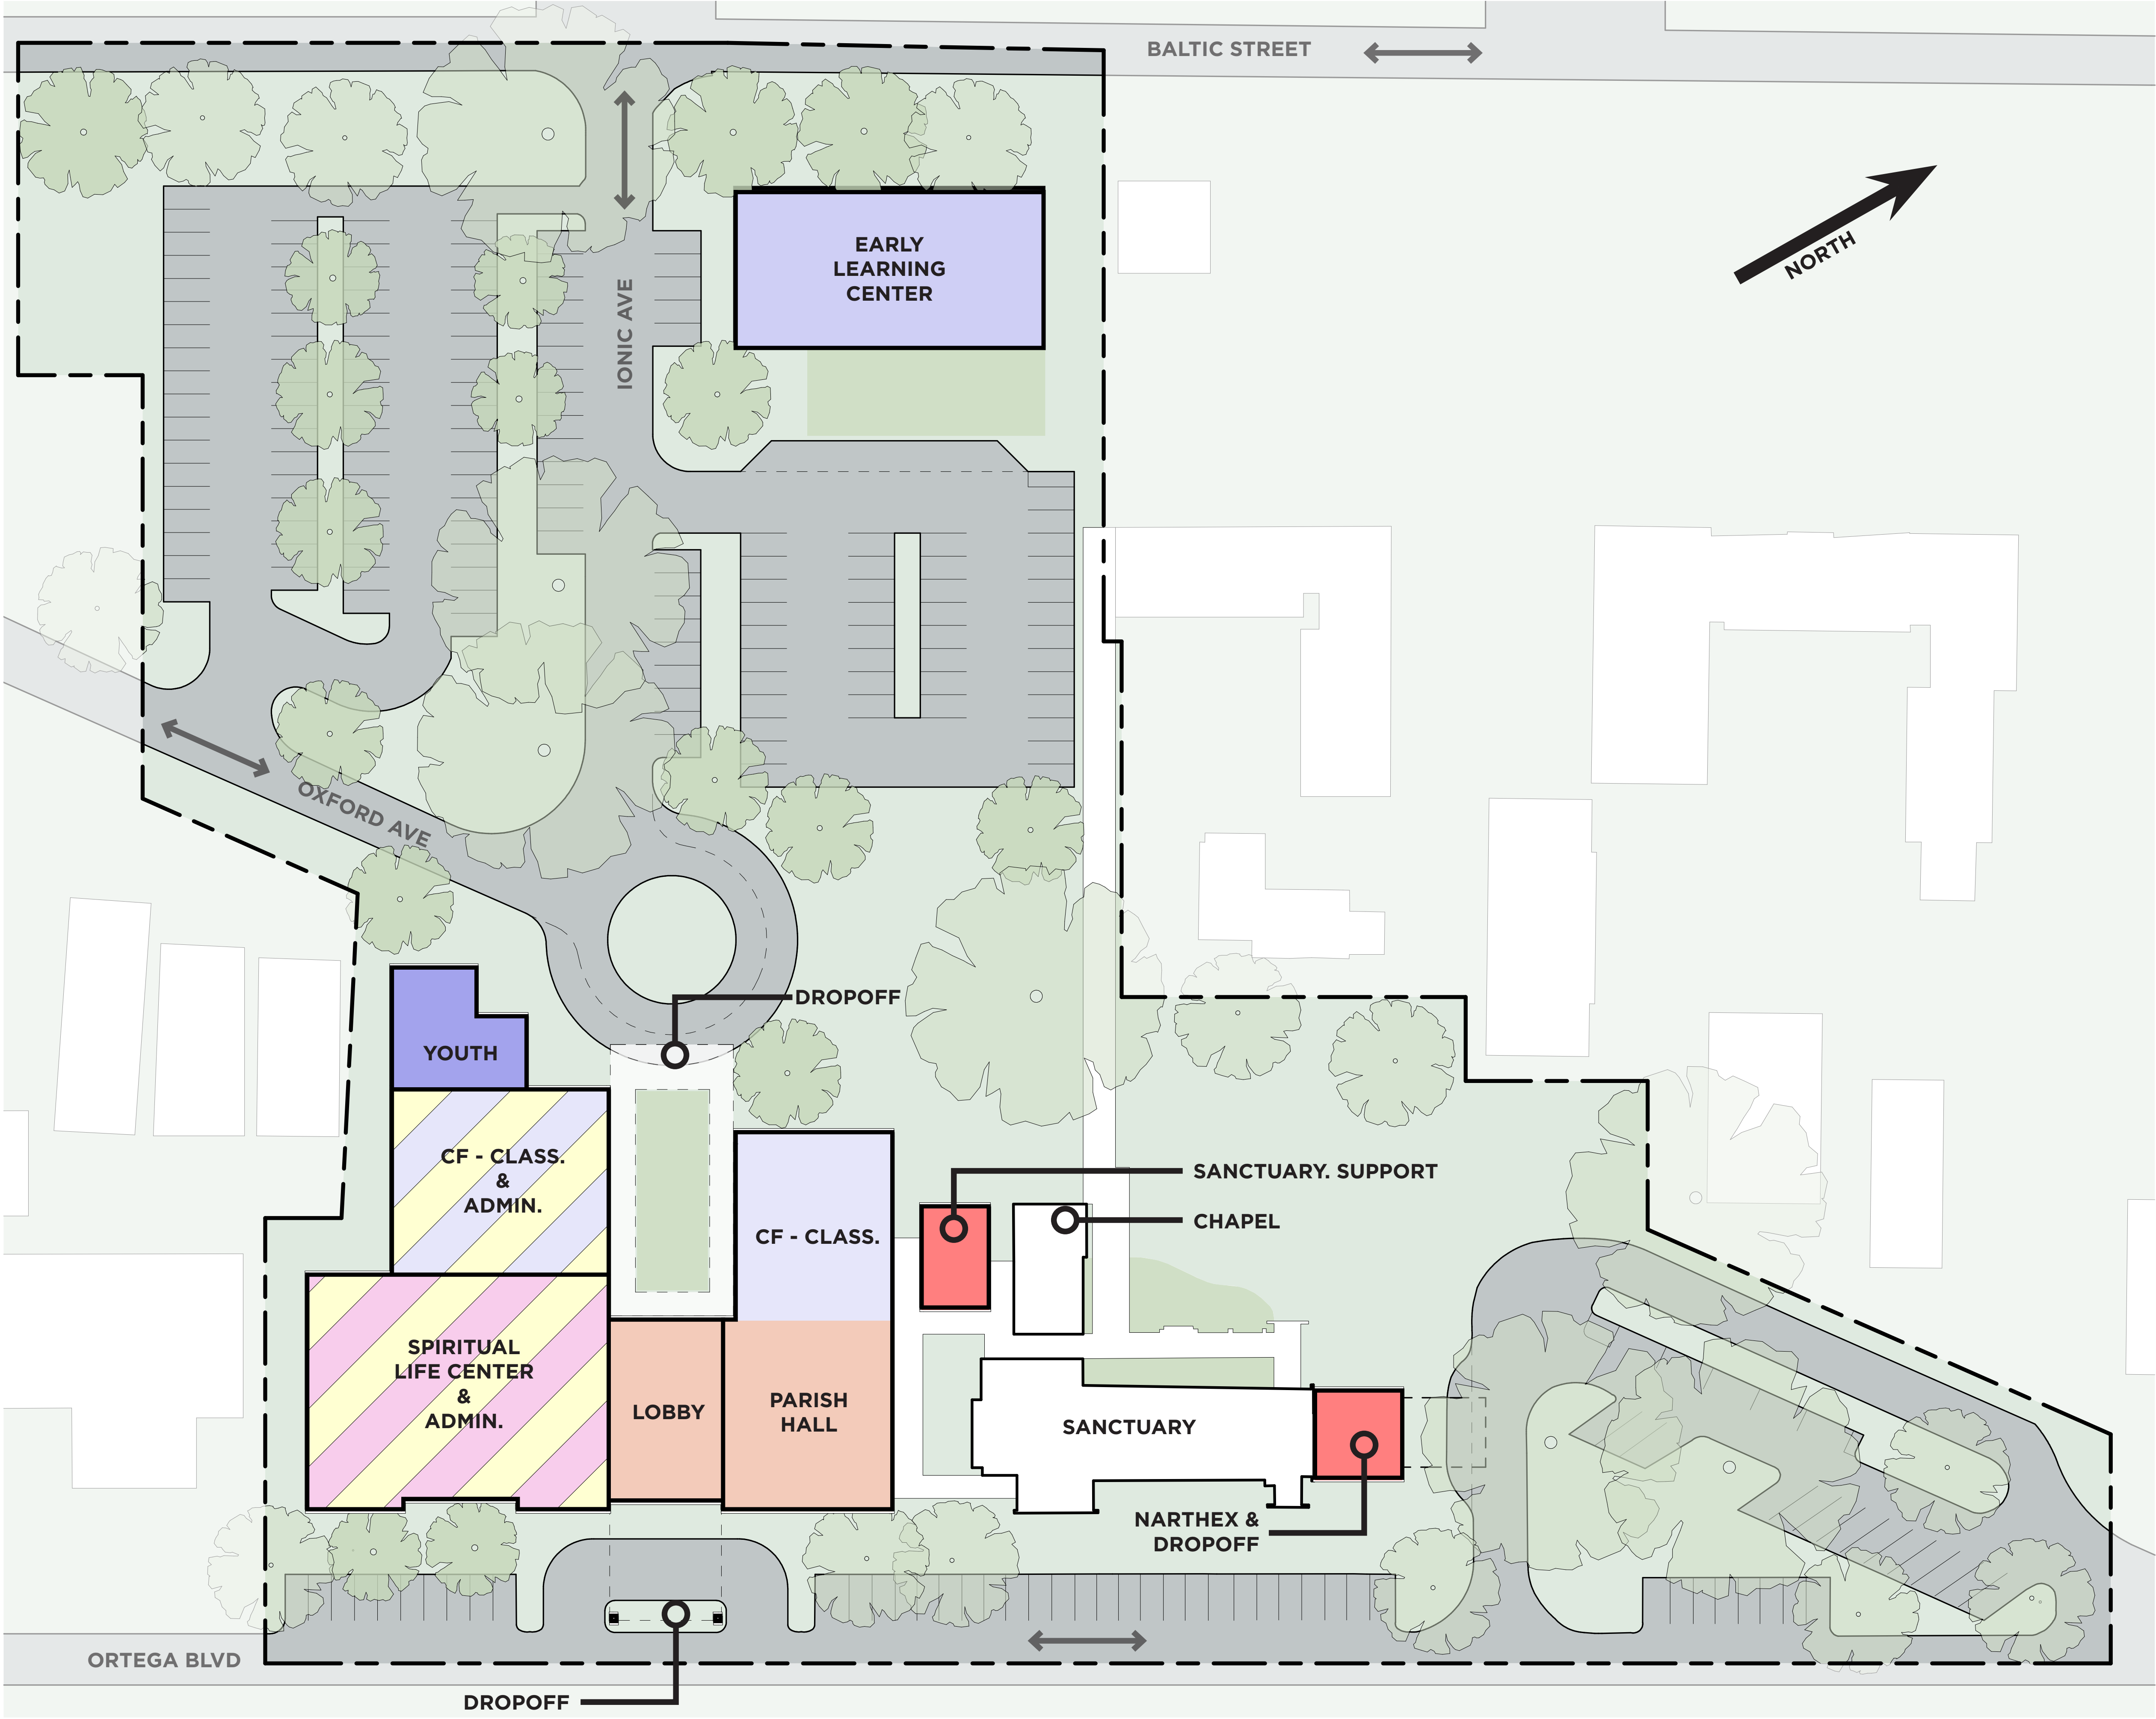 BALTIC STREET
NORTH
EARLY
LEARNING
CENTER
IONIC AVE
OXFORD AVE
DROPOFF
YOUTH
CF - CLASS.
&
ADMIN.
SANCTUARY. SUPPORT
CHAPEL
CF - CLASS.
SPIRITUAL
LIFE CENTER
&
ADMIN.
LOBBY
PARISH
HALL
SANCTUARY
NARTHEX &
DROPOFF
ORTEGA BLVD
DROPOFF